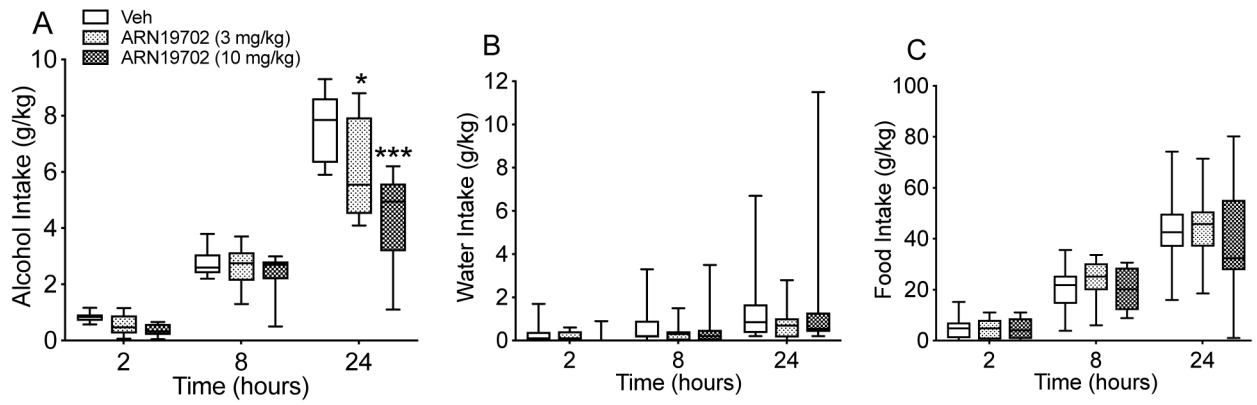 A
Veh
ARN19702 (3 mg/kg)
ARN19702 (10 mg/kg)
Alcohol Intake (g/kg)
10
8
6
4
2
0
*
***
2 8 24
Time (hours)
B
Water Intake (g/kg)
12
10
8
6
4
2
0
2 8 24
Time (hours)
C
Food Intake (g/kg)
100
80
60
40
20
0
2 8 24
Time (hours)